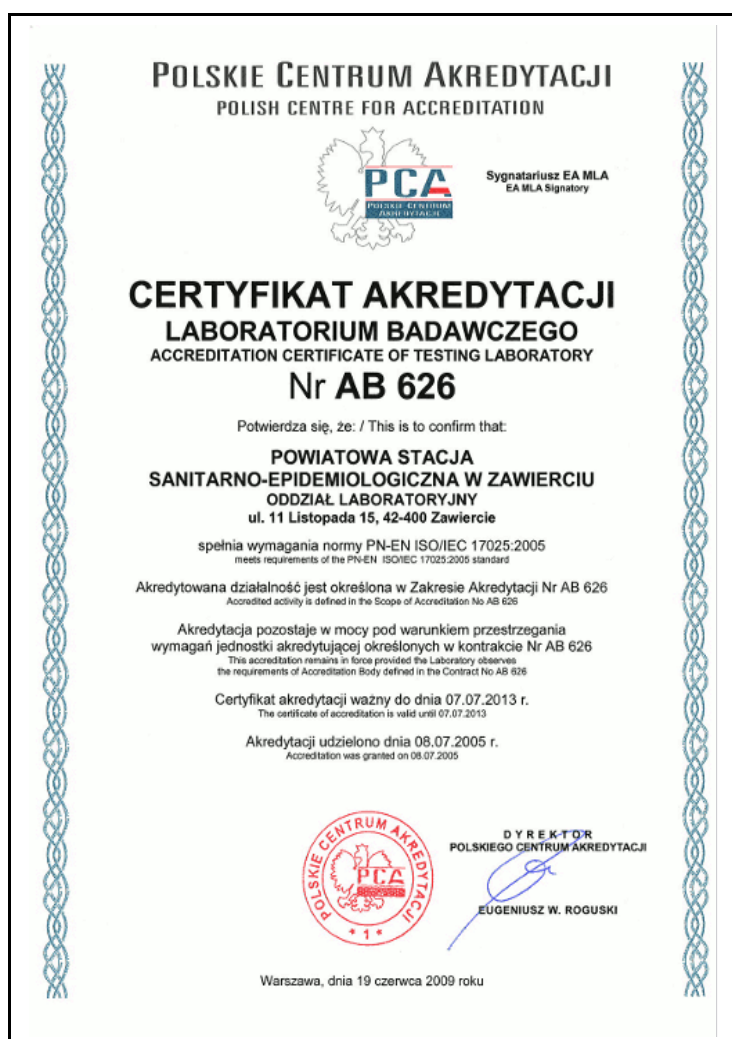 POLSKIE CENTRUM AKREDYTACJI
POLISH CENTRE FOR ACCREDITATION
PCA
POLSKIE CENTRUM
AKREDYTACJI
Sygnatariusz EA MLA
EA MLA Signatory
CERTYFIKAT AKREDYTACJI
LABORATORIUM BADAWCZEGO
ACCREDITATION CERTIFICATE OF TESTING LABORATORY
Nr AB 626
Potwierdza się, że: / This is to confirm that:
POWIATOWA STACJA
SANITARNO-EPIDEMIOLOGICZNA W ZAWIERCIU
ODDZIAŁ LABORATORYJNY
ul. 11 Listopada 15, 42-400 Zawiercie
spełnia wymagania normy PN-EN ISO/IEC 17025:2005
meets requirements of the PN-EN ISO/IEC 17025:2005 standard
Akredytowana działalność jest określona w Zakresie Akredytacji Nr AB 626
Accredited activity is defined in the Scope of Accreditation No AB 626
Akredytacja pozostaje w mocy pod warunkiem przestrzegania
wymagań jednostki akredytującej określonych w kontrakcie Nr AB 626
This accreditation remains in force provided the Laboratory observes
the requirements of Accreditation Body defined in the Contract No AB 626
Certyfikat akredytacji ważny do dnia 07.07.2013 r.
The certificate of accreditation is valid until 07.07.2013
Akredytacji udzielono dnia 08.07.2005 r.
Accreditation was granted on 08.07.2005
POLSKIE CENTRUM AKREDYTACJI
PCA
* 1 *
DYREKTOR
POLSKIEGO CENTRUM AKREDYTACJI
EUGENIUSZ W. ROGUSKI
Warszawa, dnia 19 czerwca 2009 roku